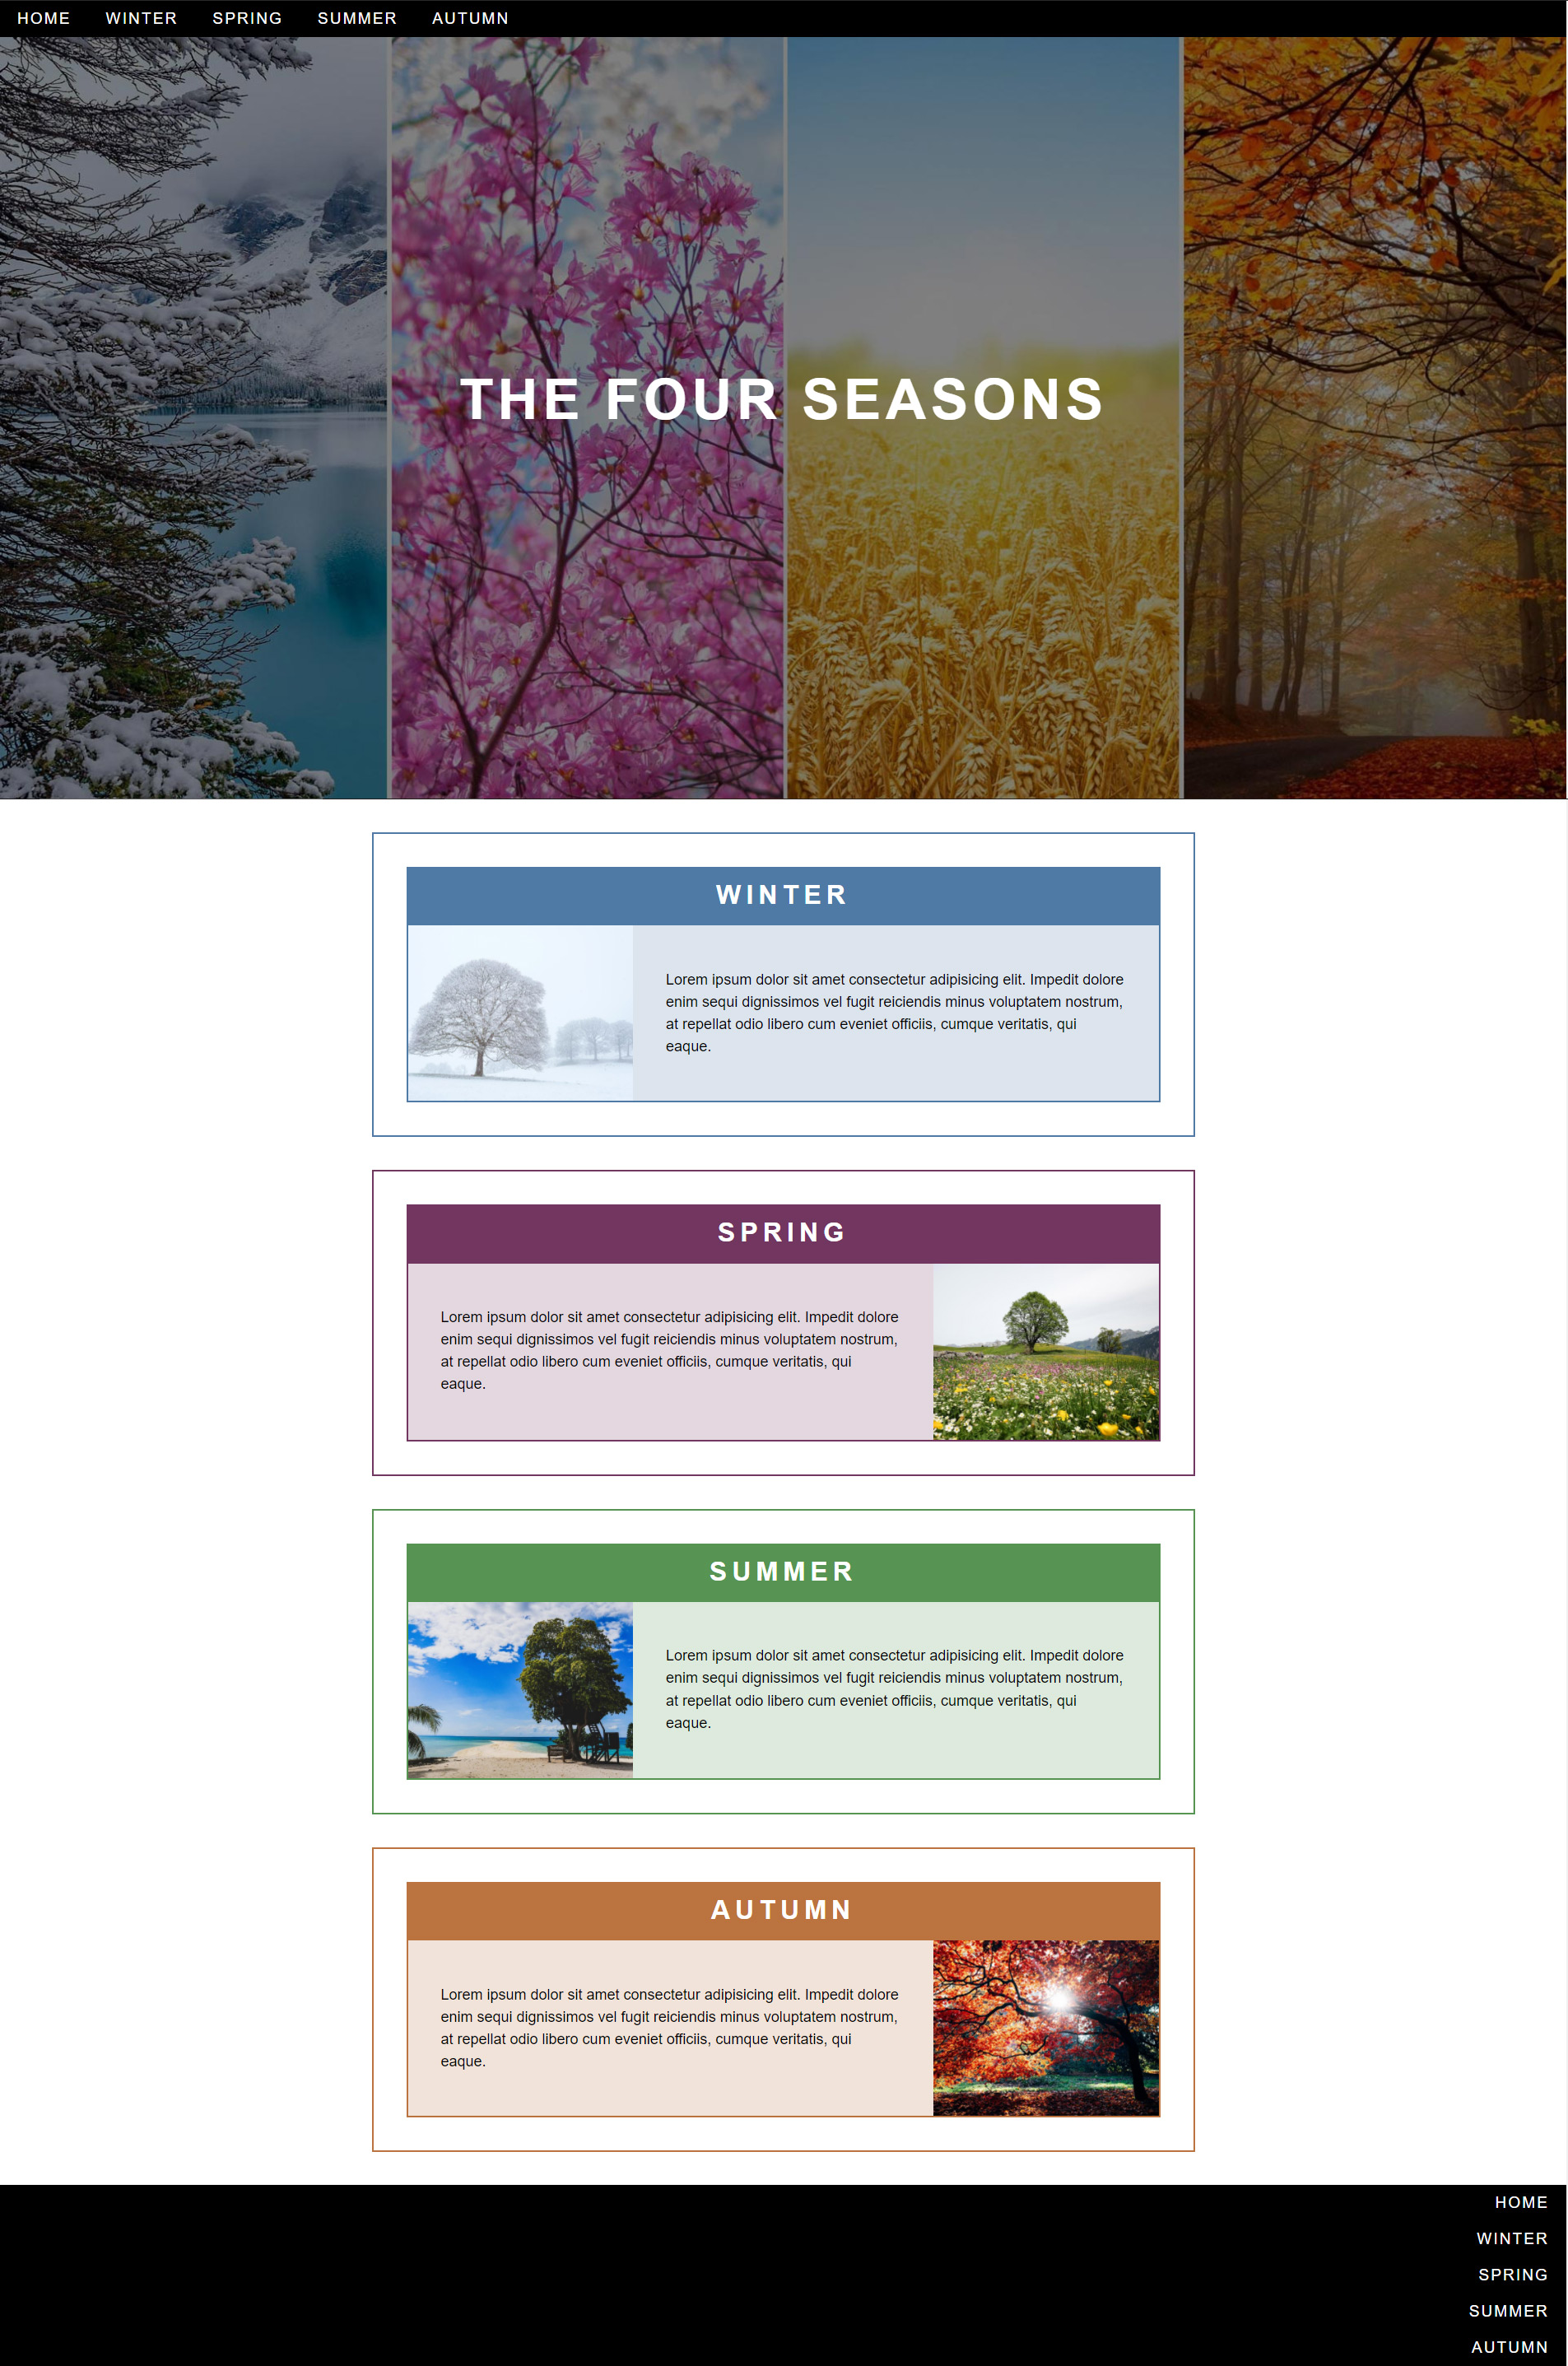 HOME WINTER SPRING SUMMER AUTUMN
THE FOUR SEASONS
WINTER
Lorem ipsum dolor sit amet consectetur adipisicing elit. Impedit dolore
enim sequi dignissimos vel fugit reiciendis minus voluptatem nostrum,
at repellat odio libero cum eveniet officiis, cumque veritatis, qui
eaque.
SPRING
Lorem ipsum dolor sit amet consectetur adipisicing elit. Impedit dolore
enim sequi dignissimos vel fugit reiciendis minus voluptatem nostrum,
at repellat odio libero cum eveniet officiis, cumque veritatis, qui
eaque.
SUMMER
Lorem ipsum dolor sit amet consectetur adipisicing elit. Impedit dolore
enim sequi dignissimos vel fugit reiciendis minus voluptatem nostrum,
at repellat odio libero cum eveniet officiis, cumque veritatis, qui
eaque.
AUTUMN
Lorem ipsum dolor sit amet consectetur adipisicing elit. Impedit dolore
enim sequi dignissimos vel fugit reiciendis minus voluptatem nostrum,
at repellat odio libero cum eveniet officiis, cumque veritatis, qui
eaque.
HOME
WINTER
SPRING
SUMMER
AUTUMN